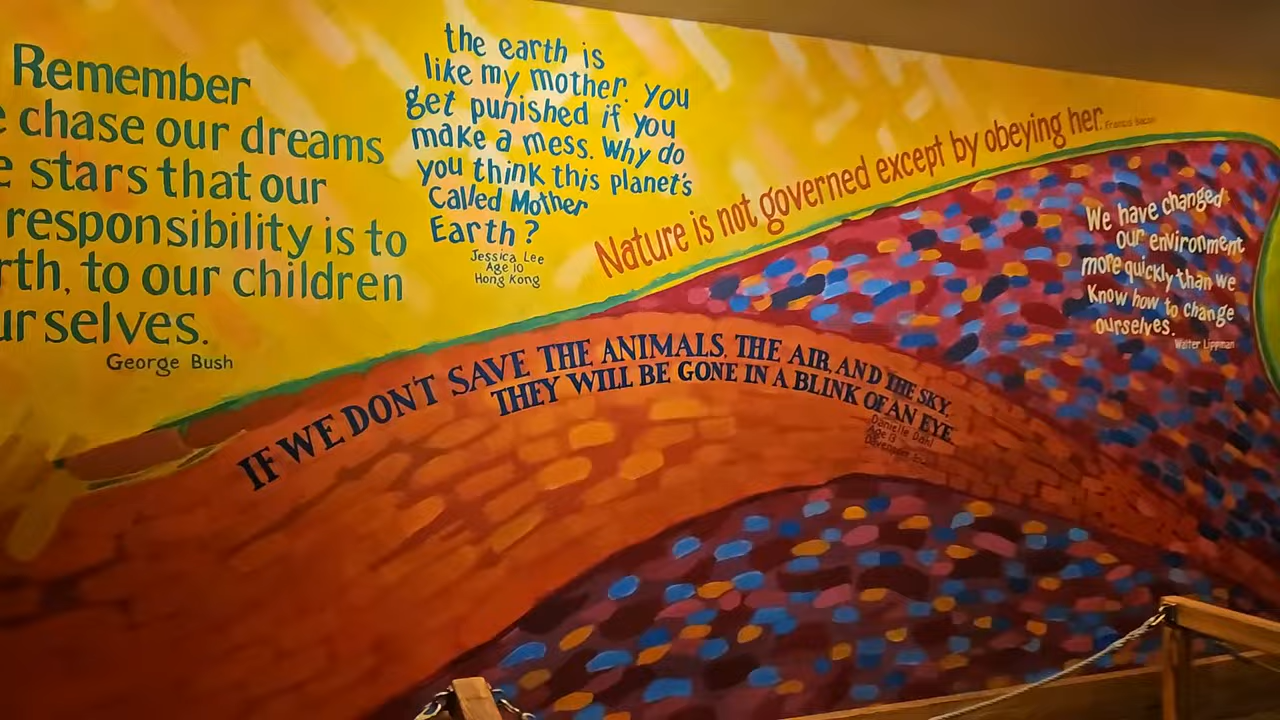 Remember
chase our dreams
stars that our
responsibility is to
to our children
selves.
George Bush
the earth is
like my mother. you
get punished if you
make a mess. Why do
you think this planet's
Called Mother
Earth?
Jessica Lee
Age 10
Hong Kong
Nature is not governed except by obeying her.
Francis Bacon
We have changed
our environment
more quickly than we
Know how to change
ourselves.
Walter Lippman
IF WE DON'T SAVE THE ANIMALS, THE AIR, AND THE SKY,
THEY WILL BE GONE IN A BLINK OF AN EYE.
Danielle Dahl
Age 13